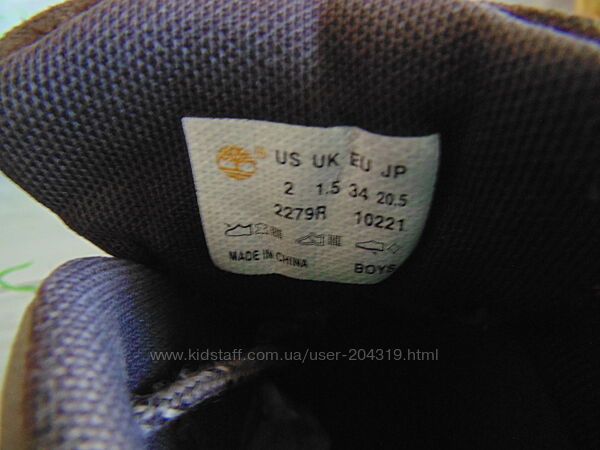 US UK EU JP
2 1.5 34 20.5
2279R 10221
MADE IN CHINA BOYS
www.kidstaff.com.ua/user-204319.html